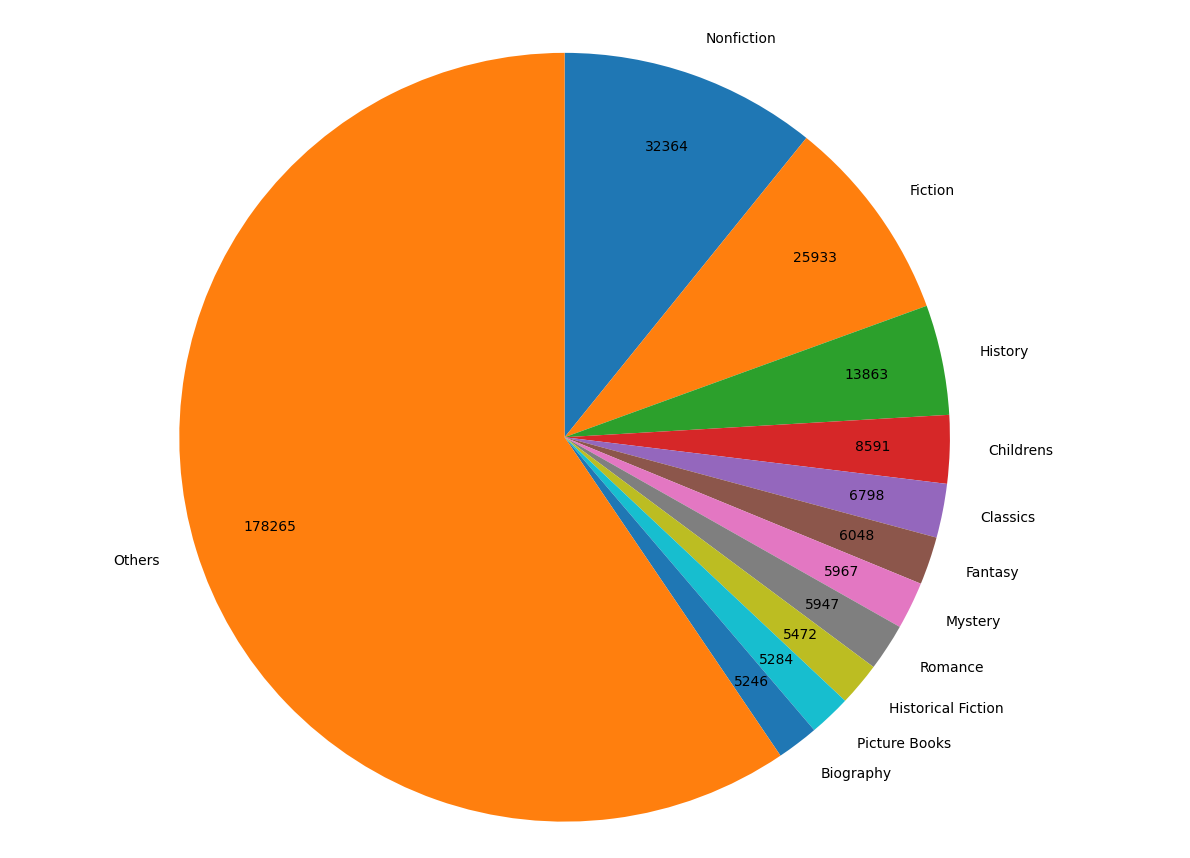 Nonfiction
32364
Fiction
25933
History
13863
Childrens
8591
Classics
6798
Fantasy
6048
Mystery
5967
Romance
5947
Historical Fiction
5472
Picture Books
5284
Biography
5246
Others
178265